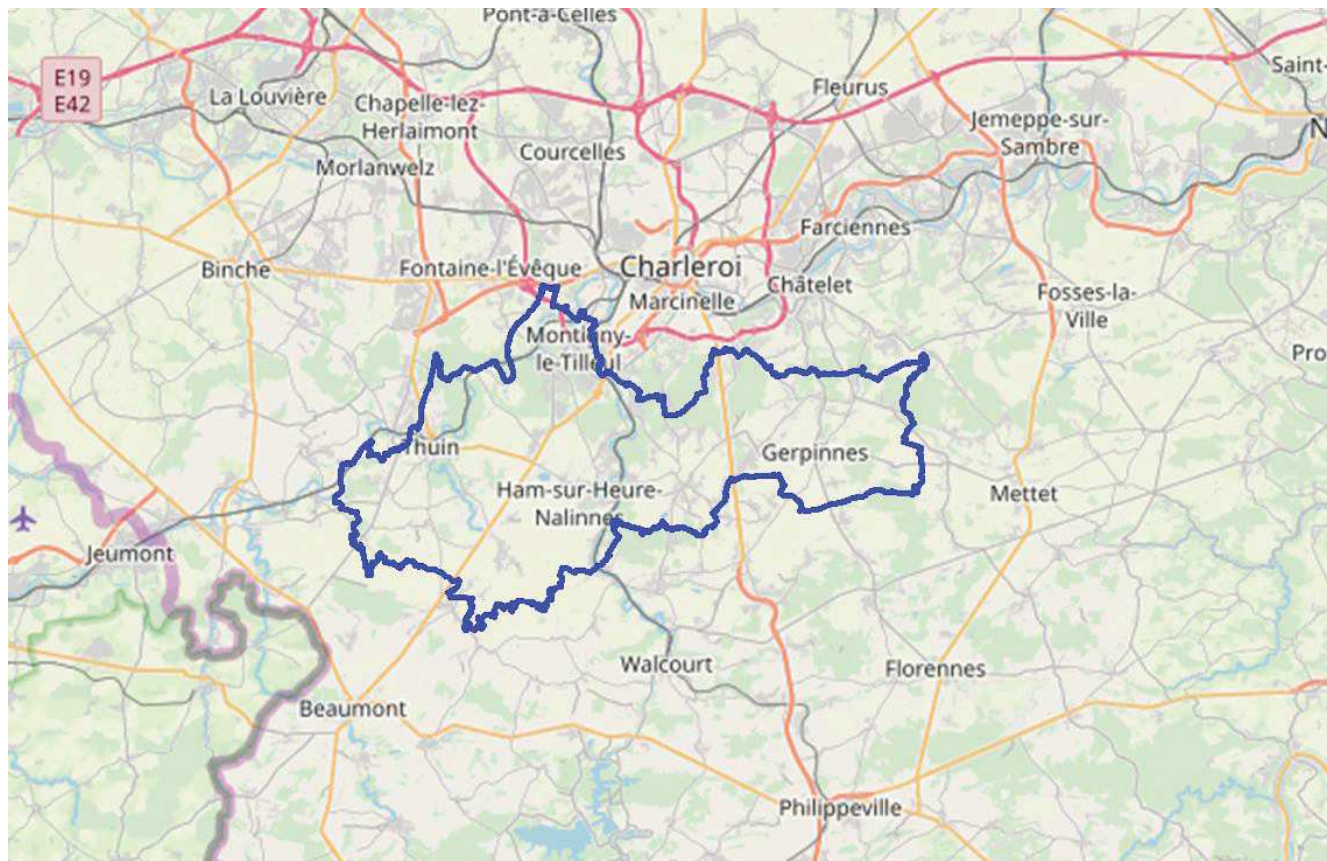 Pont-à-Celles
E19
E42
La Louvière
Chapelle-lez-
Herlaimont
Fleurus
Saint-
Jemeppe-sur-
Sambre
N
Courcelles
Morlanwelz
Farciennes
Binche
Fontaine-l'Évêque
Charleroi
Châtelet
Marcinelle
Fosses-la-
Ville
Montigny-
le-Tilleul
Pro
Thuin
Gerpinnes
Ham-sur-Heure-
Nalinnes
Mettet
Jeumont
Walcourt
Florennes
Beaumont
Philippeville